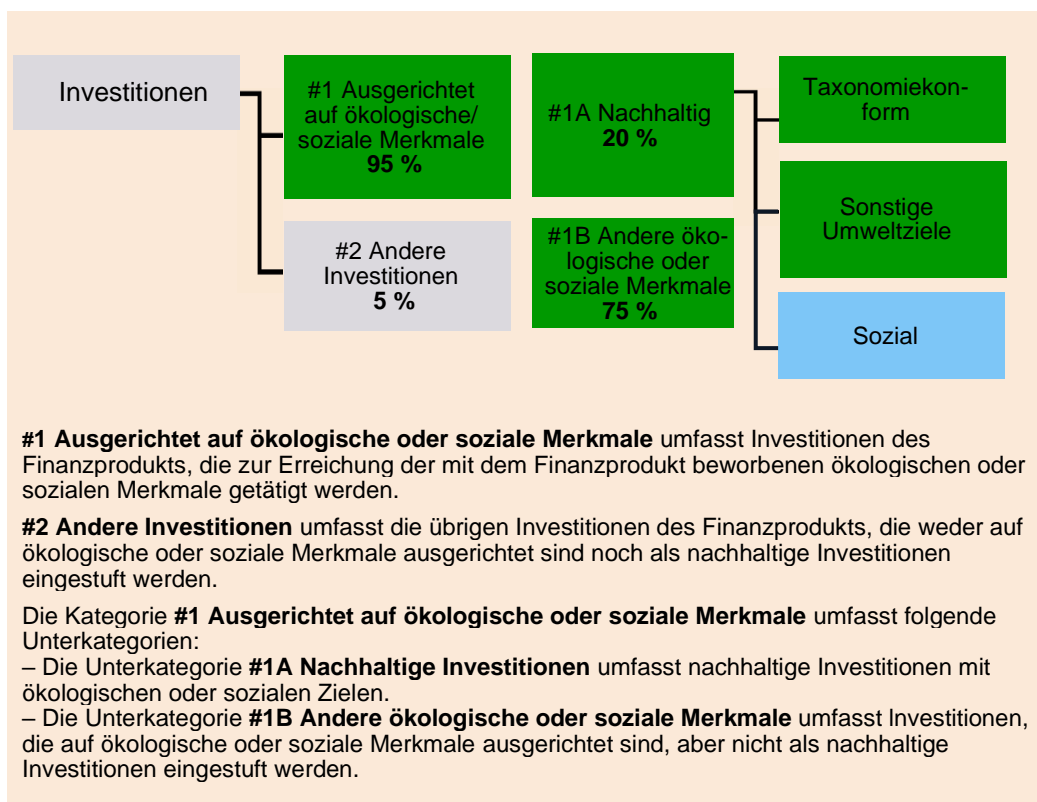 Investitionen
#1 Ausgerichtet
auf ökologische/
soziale Merkmale
95 %
#2 Andere
Investitionen
5 %
#1A Nachhaltig
20 %
#1B Andere öko-
logische oder
soziale Merkmale
75 %
Taxonomiekon-
form
Sonstige
Umweltziele
Sozial
#1 Ausgerichtet auf ökologische oder soziale Merkmale umfasst Investitionen des
Finanzprodukts, die zur Erreichung der mit dem Finanzprodukt beworbenen ökologischen oder
sozialen Merkmale getätigt werden.
#2 Andere Investitionen umfasst die übrigen Investitionen des Finanzprodukts, die weder auf
ökologische oder soziale Merkmale ausgerichtet sind noch als nachhaltige Investitionen
eingestuft werden.
Die Kategorie #1 Ausgerichtet auf ökologische oder soziale Merkmale umfasst folgende
Unterkategorien:
– Die Unterkategorie #1A Nachhaltige Investitionen umfasst nachhaltige Investitionen mit
ökologischen oder sozialen Zielen.
– Die Unterkategorie #1B Andere ökologische oder soziale Merkmale umfasst Investitionen,
die auf ökologische oder soziale Merkmale ausgerichtet sind, aber nicht als nachhaltige
Investitionen eingestuft werden.